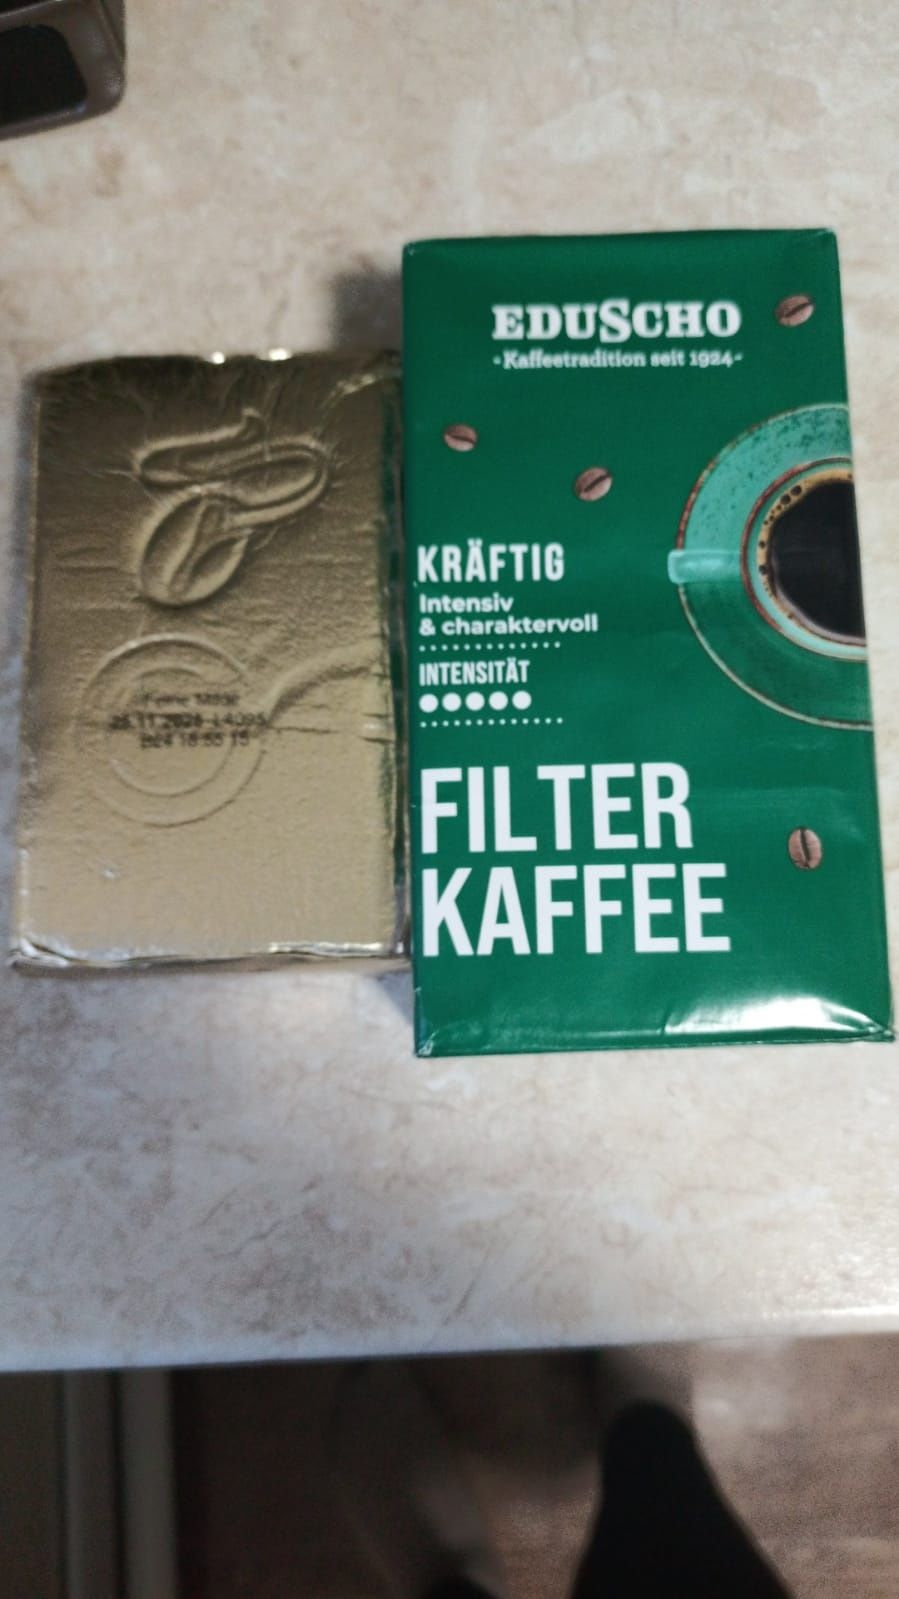 EDUSCHO
Kaffeetradition seit 1924
KRÄFTIG
Intensiv
& charaktervoll
INTENSITÄT
FILTER
KAFFEE